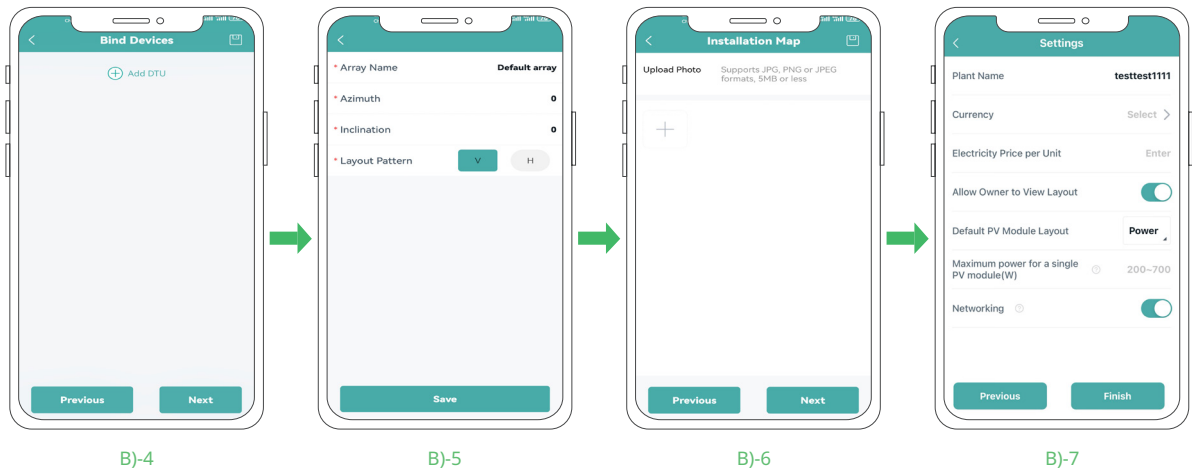 Bind Devices
Add DTU
Previous Next
B)-4
* Array Name Default array
* Azimuth 0
* Inclination 0
* Layout Pattern V H
Save
B)-5
Installation Map
Upload Photo Supports JPG, PNG or JPEG
formats, 5MB or less
Previous Next
B)-6
Settings
Plant Name testtest1111
Currency Select
Electricity Price per Unit Enter
Allow Owner to View Layout
Default PV Module Layout Power
Maximum power for a single
PV module(W) 200~700
Networking
Previous Finish
B)-7